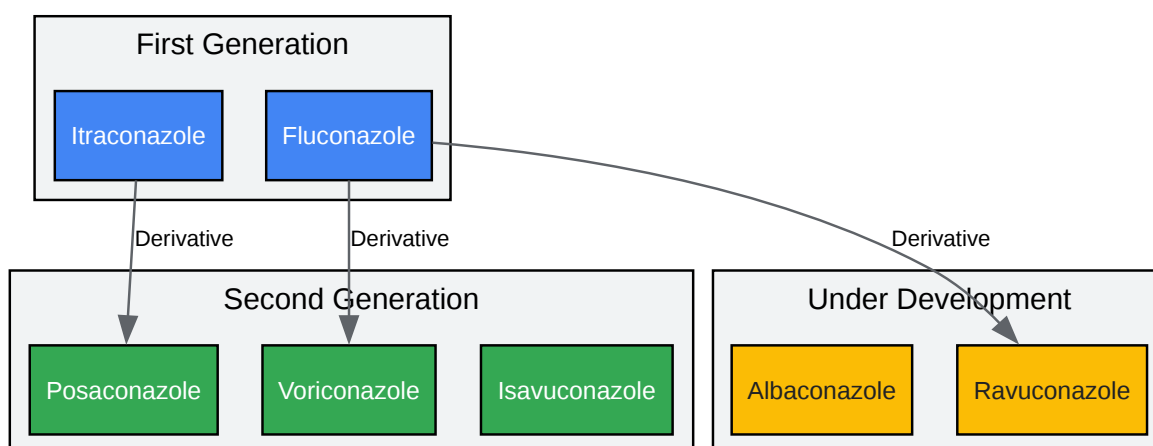 First Generation
Itraconazole
Fluconazole
Derivative
Derivative
Derivative
Second Generation
Under Development
Posaconazole
Voriconazole
Isavuconazole
Albaconazole
Ravuconazole